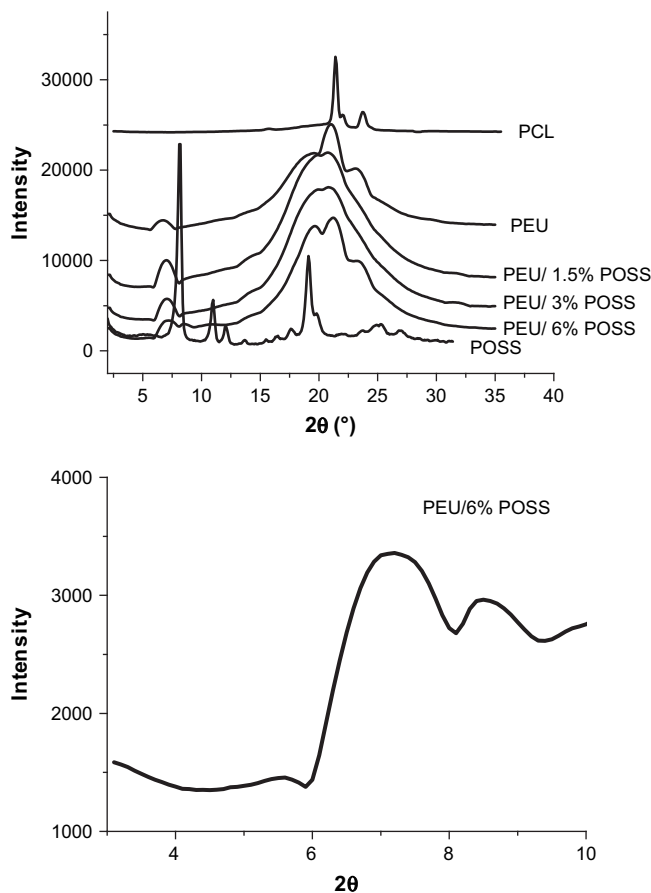 Intensity
30000
20000
10000
0
PCL
PEU
PEU/ 1.5% POSS
PEU/ 3% POSS
PEU/ 6% POSS
POSS
5 10 15 20 25 30 35 40
2θ (°)
4000
PEU/6% POSS
3000
Intensity
2000
1000
4 6 8 10
2θ